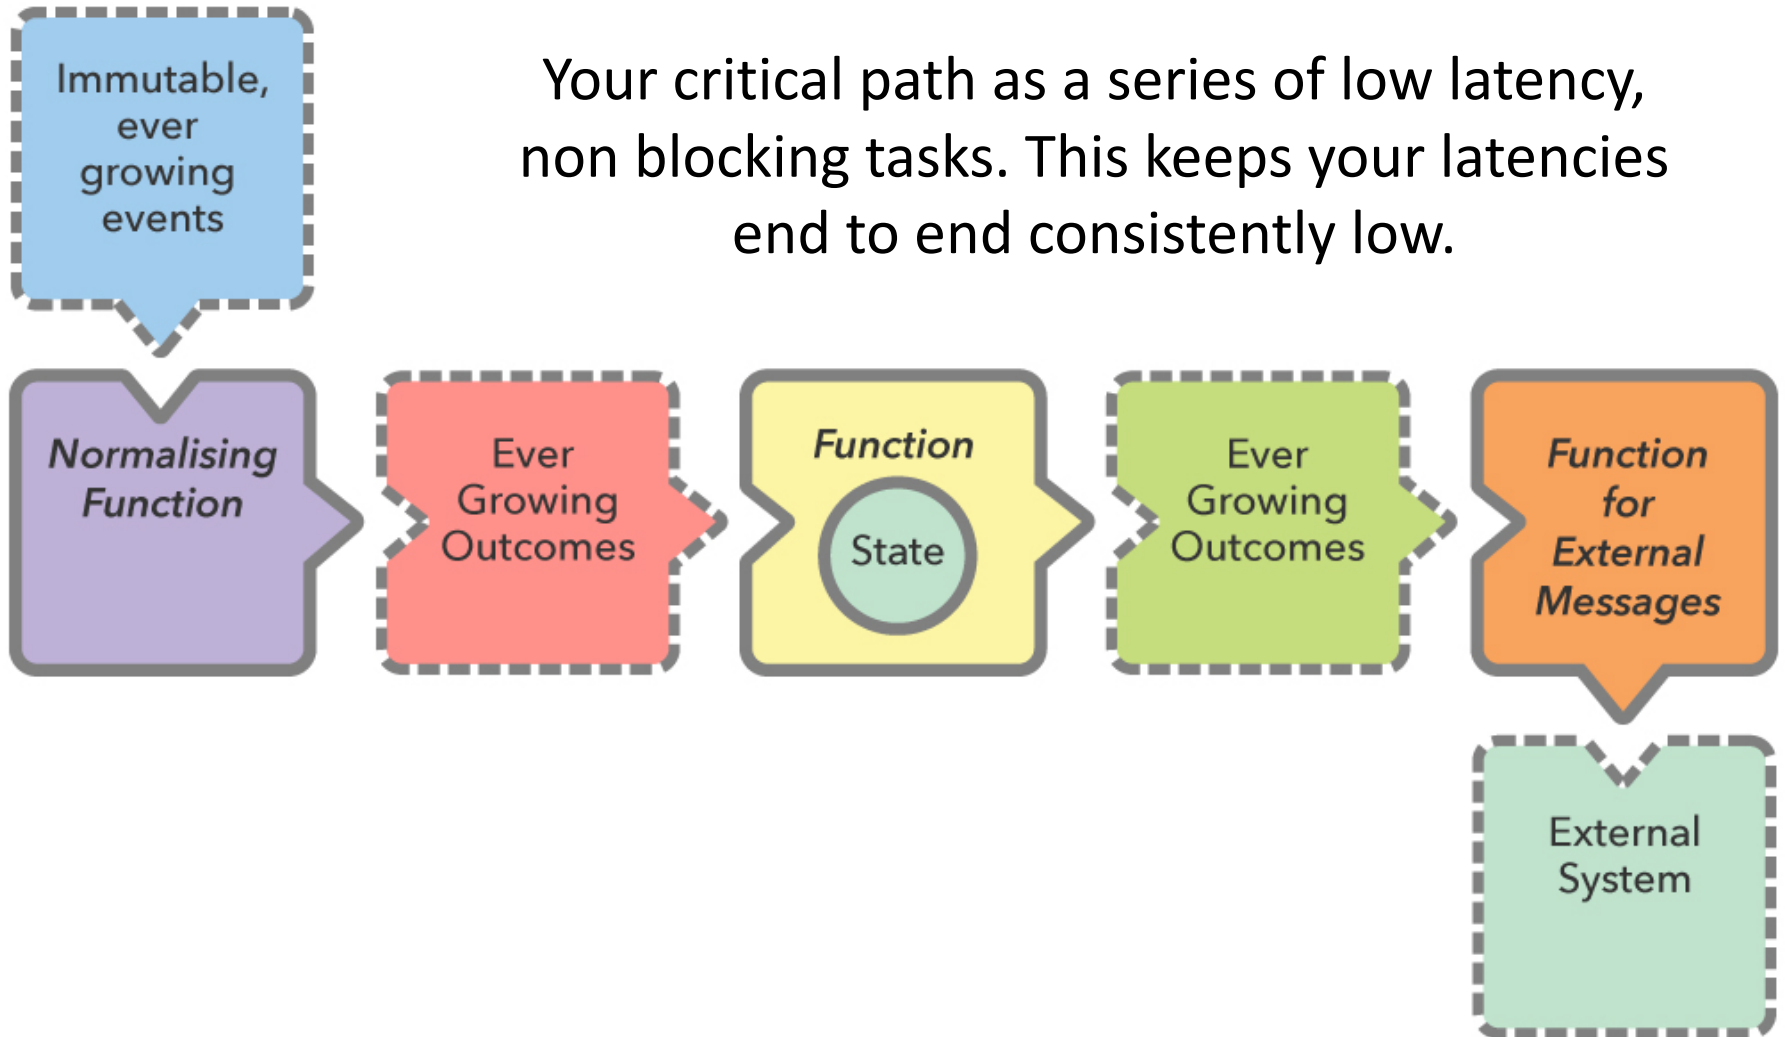 Immutable,
ever
growing
events
Your critical path as a series of low latency,
non blocking tasks. This keeps your latencies
end to end consistently low.
Normalising
Function
Ever
Growing
Outcomes
Function
State
Ever
Growing
Outcomes
Function
for
External
Messages
External
System